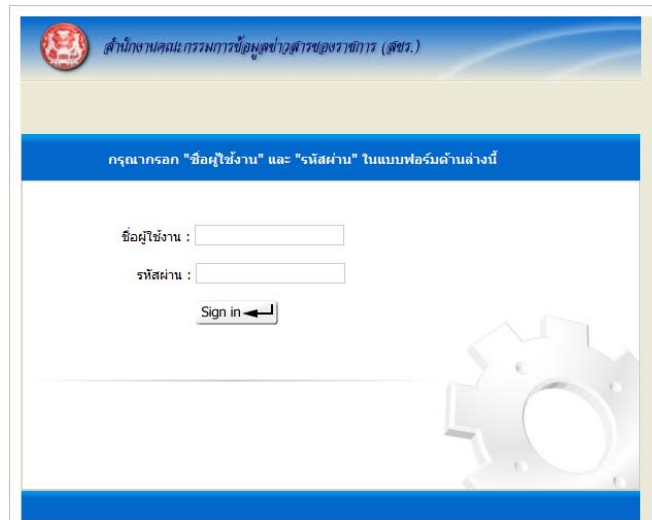 สำนักงานคณะกรรมการข้อมูลข่าวสารของราชการ (สขร.)
กรุณากรอก "ชื่อผู้ใช้งาน" และ "รหัสผ่าน" ในแบบฟอร์มด้านล่างนี้
ชื่อผู้ใช้งาน :
รหัสผ่าน :
Sign in